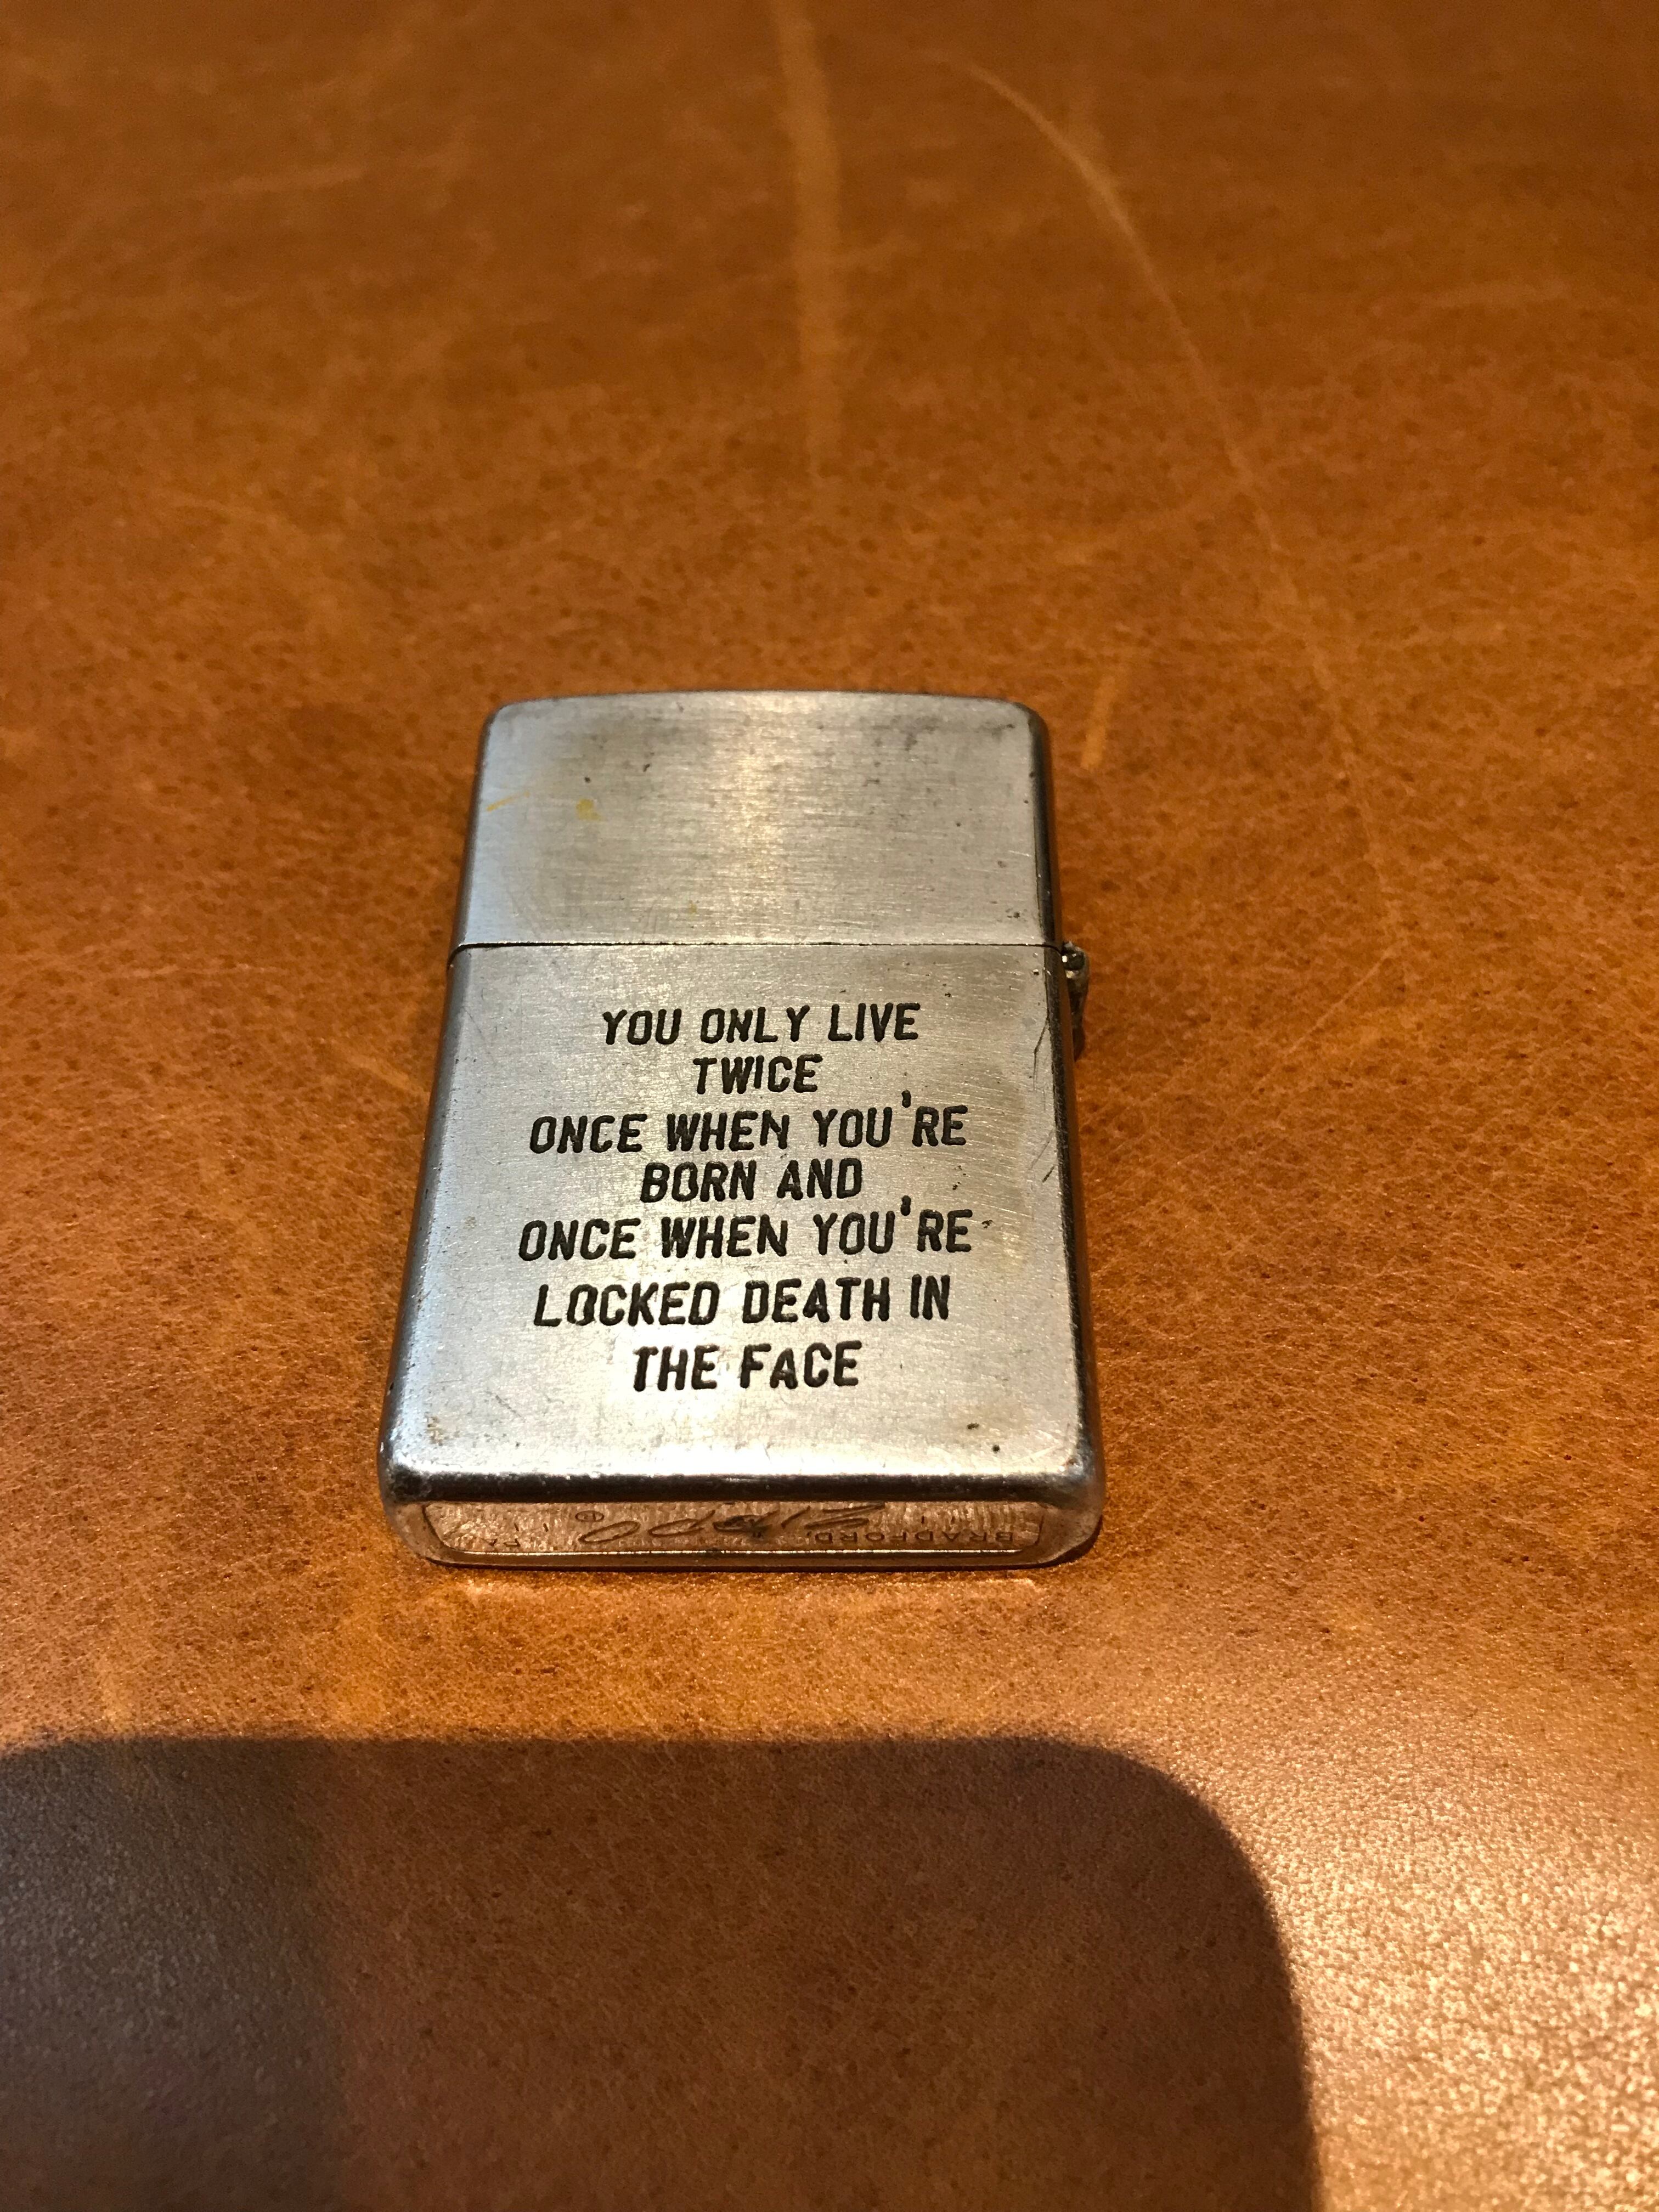 YOU ONLY LIVE
TWICE
ONCE WHEN YOU'RE
BORN AND
ONCE WHEN YOU'RE
LOCKED DEATH IN
THE FACE
BRADFORD,
ZIPPO